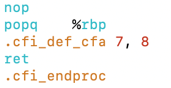 nop
popq %rbp
.cfi_def_cfa 7, 8
ret
.cfi_endproc